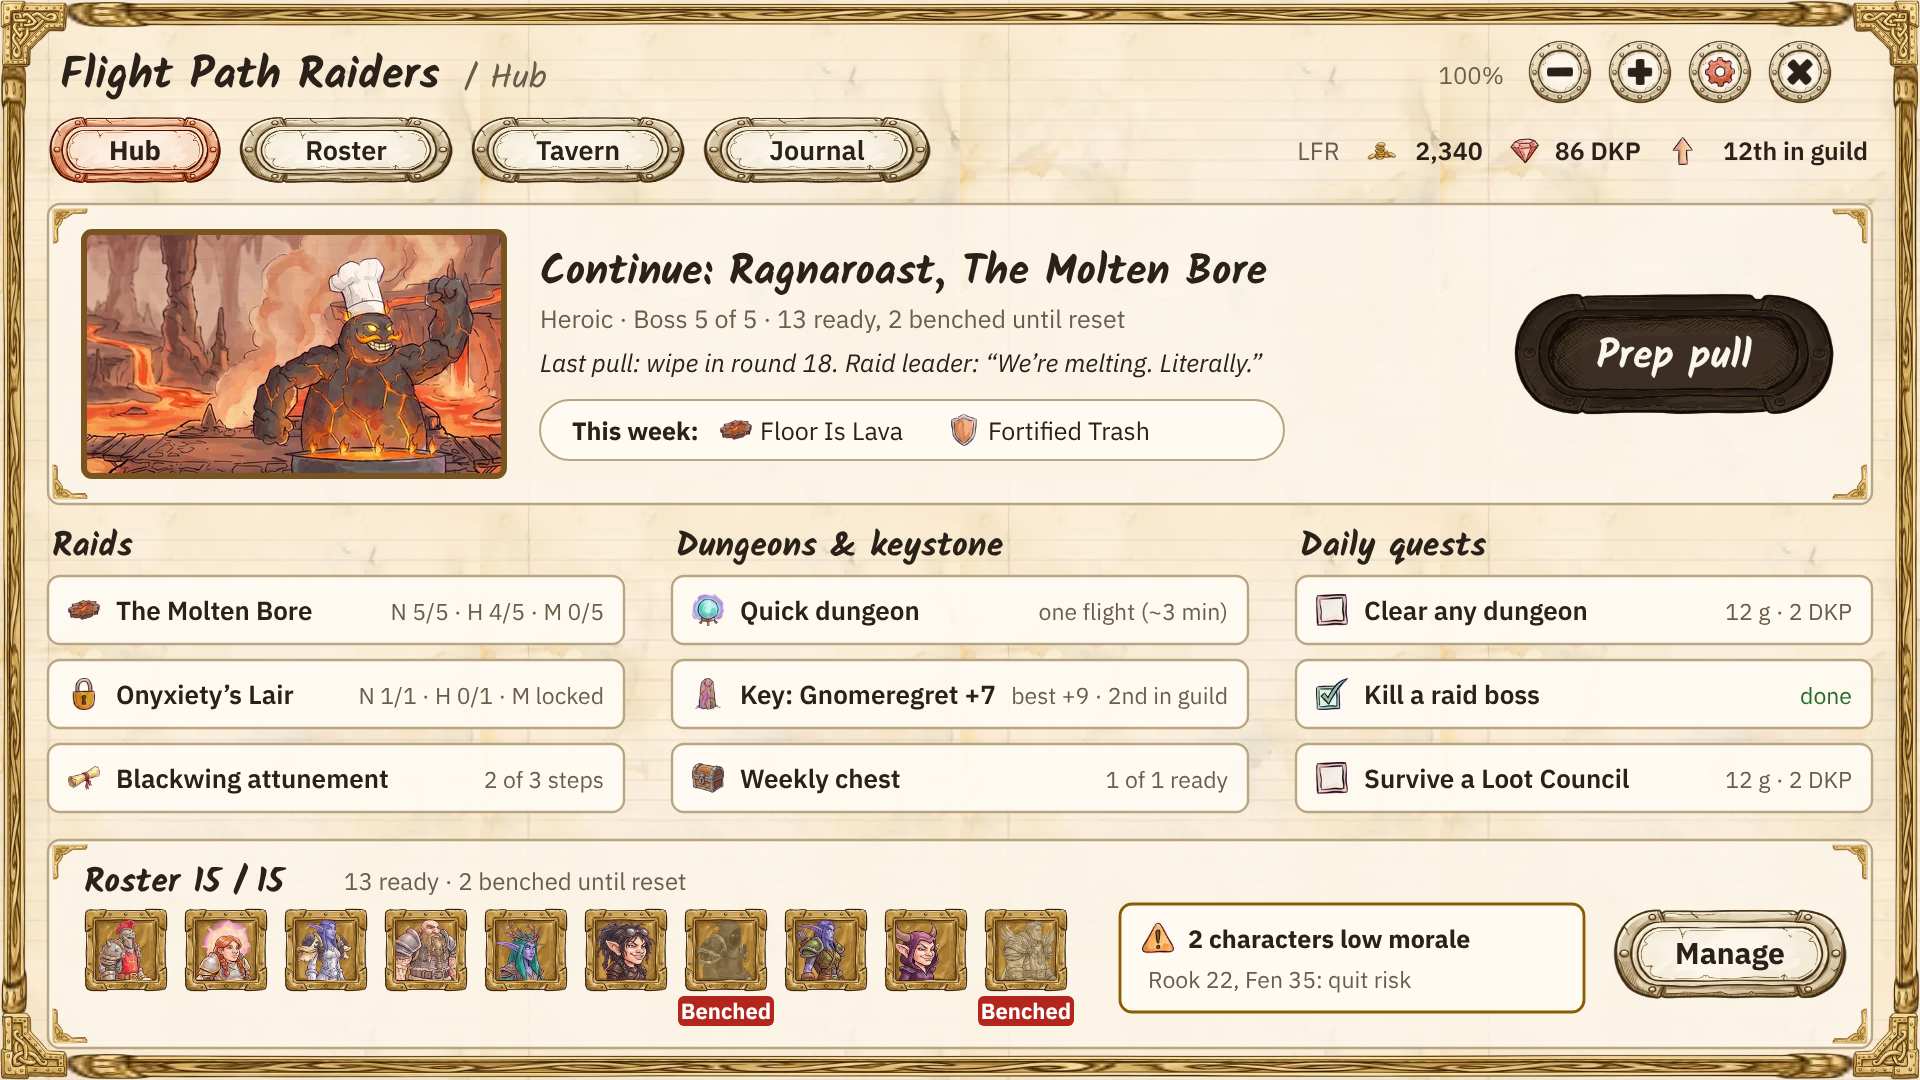 Flight Path Raiders / Hub
100%
Hub
Roster
Tavern
Journal
LFR
2,340
86 DKP
12th in guild
Continue: Ragnaroast, The Molten Bore
Heroic · Boss 5 of 5 · 13 ready, 2 benched until reset
Last pull: wipe in round 18. Raid leader: “We’re melting. Literally.”
This week: Floor Is Lava Fortified Trash
Prep pull
Raids
The Molten Bore N 5/5 · H 4/5 · M 0/5
Onyxiety’s Lair N 1/1 · H 0/1 · M locked
Blackwing attunement 2 of 3 steps
Dungeons & keystone
Quick dungeon one flight (~3 min)
Key: Gnomeregret +7 best +9 · 2nd in guild
Weekly chest 1 of 1 ready
Daily quests
Clear any dungeon 12 g · 2 DKP
Kill a raid boss done
Survive a Loot Council 12 g · 2 DKP
Roster 15 / 15 13 ready · 2 benched until reset
Benched
Benched
2 characters low morale
Rook 22, Fen 35: quit risk
Manage